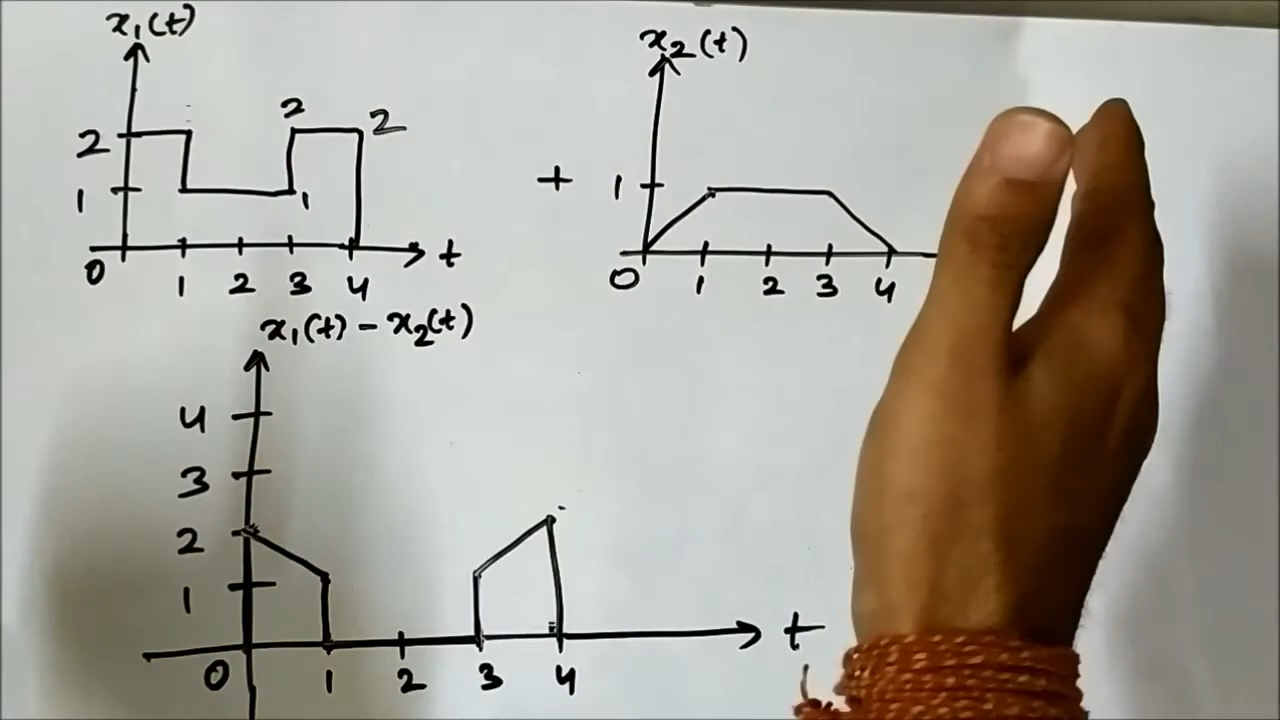 x₁(t)
2
1
2
2
1
0 1 2 3 4 t
x₂(t)
+
1
0 1 2 3 4
x₁(t) - x₂(t)
4
3
2
1
0 1 2 3 4 t